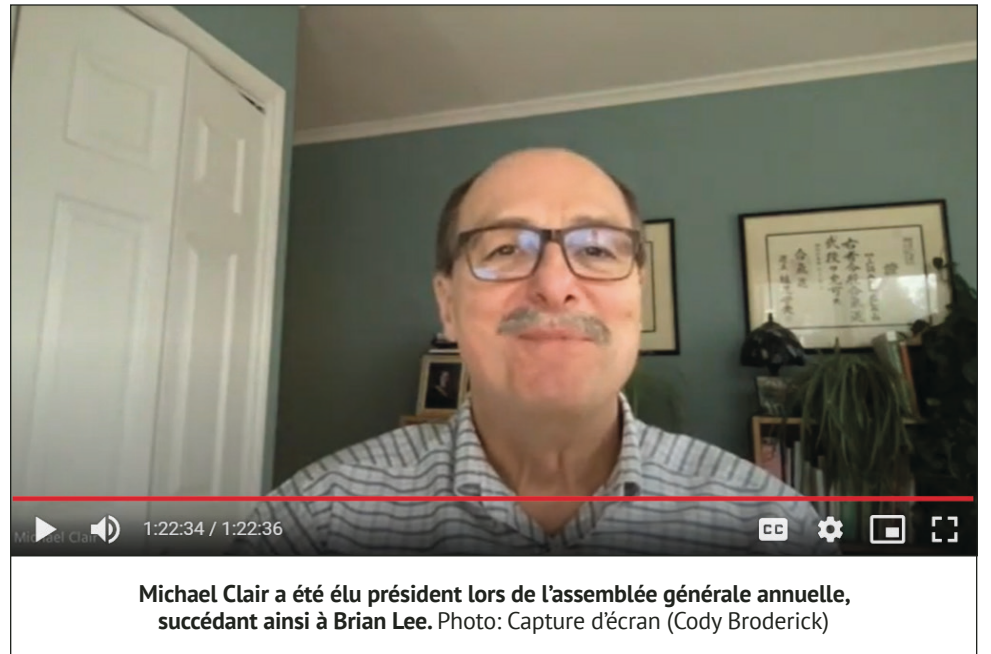 Michael Clair
1:22:34 / 1:22:36
CC
Michael Clair a été élu président lors de l’assemblée générale annuelle,
succédant ainsi à Brian Lee. Photo: Capture d’écran (Cody Broderick)